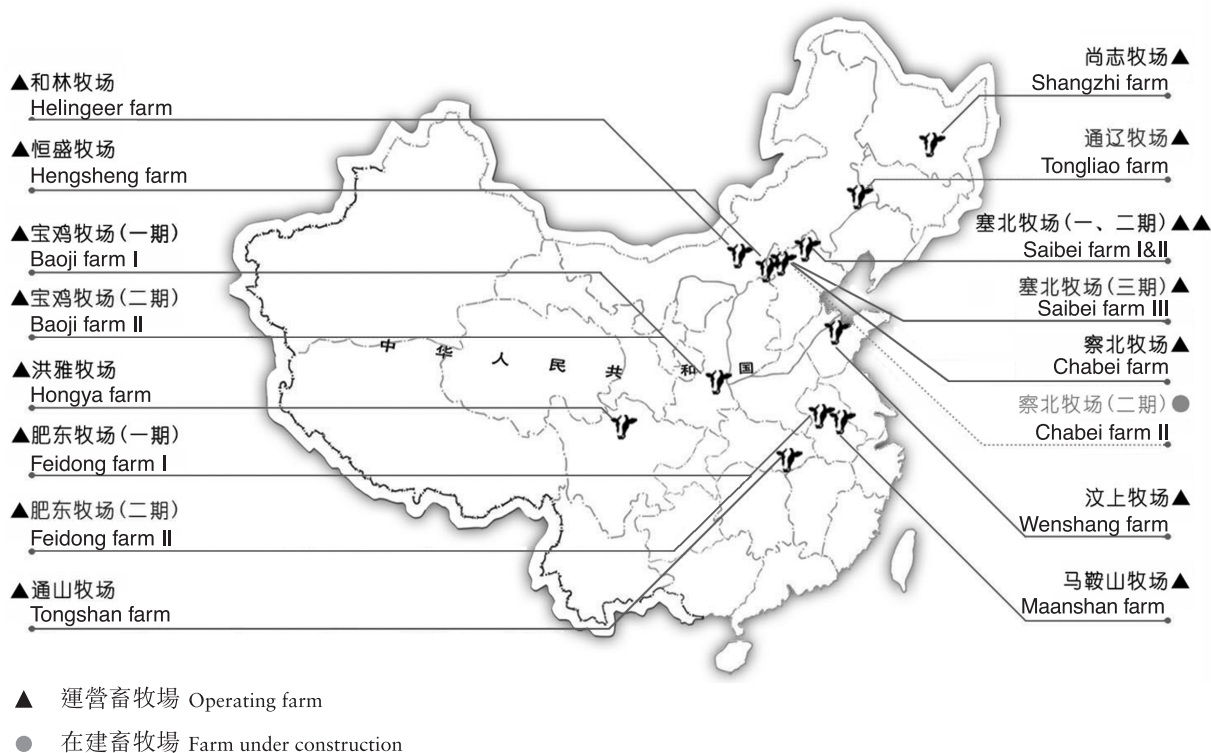 ▲和林牧场
Helingeer farm
▲恒盛牧场
Hengsheng farm
▲宝鸡牧场(一期)
Baoji farm I
▲宝鸡牧场(二期)
Baoji farm II
▲洪雅牧场
Hongya farm
▲肥东牧场(一期)
Feidong farm I
▲肥东牧场(二期)
Feidong farm II
▲通山牧场
Tongshan farm
中华人民共和国
尚志牧场▲
Shangzhi farm
通辽牧场▲
Tongliao farm
塞北牧场(一、二期)▲▲
Saibei farm I&II
塞北牧场(三期)▲
Saibei farm III
察北牧场▲
Chabei farm
察北牧场(二期)●
Chabei farm II
汶上牧场▲
Wenshang farm
马鞍山牧场▲
Maanshan farm
▲ 運營畜牧場 Operating farm
● 在建畜牧場 Farm under construction